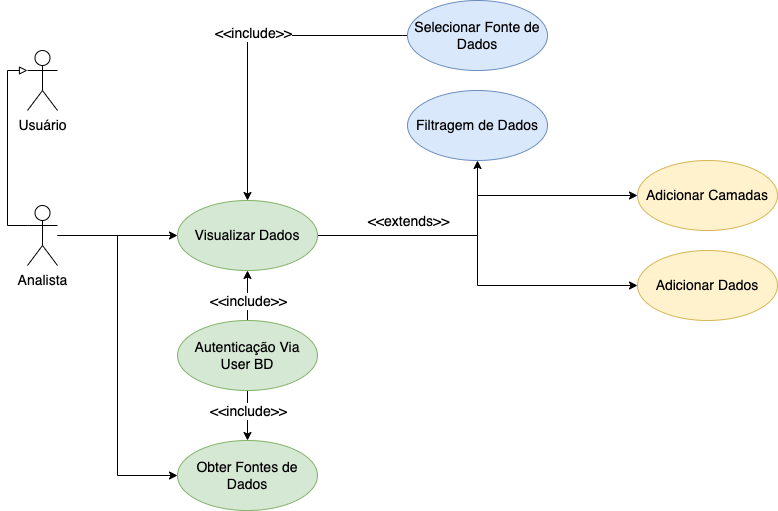 <<include>>
Selecionar Fonte de
Dados
Usuário
Filtragem de Dados
Adicionar Camadas
<<extends>>
Visualizar Dados
Analista
Adicionar Dados
<<include>>
Autenticação Via
User BD
<<include>>
Obter Fontes de
Dados